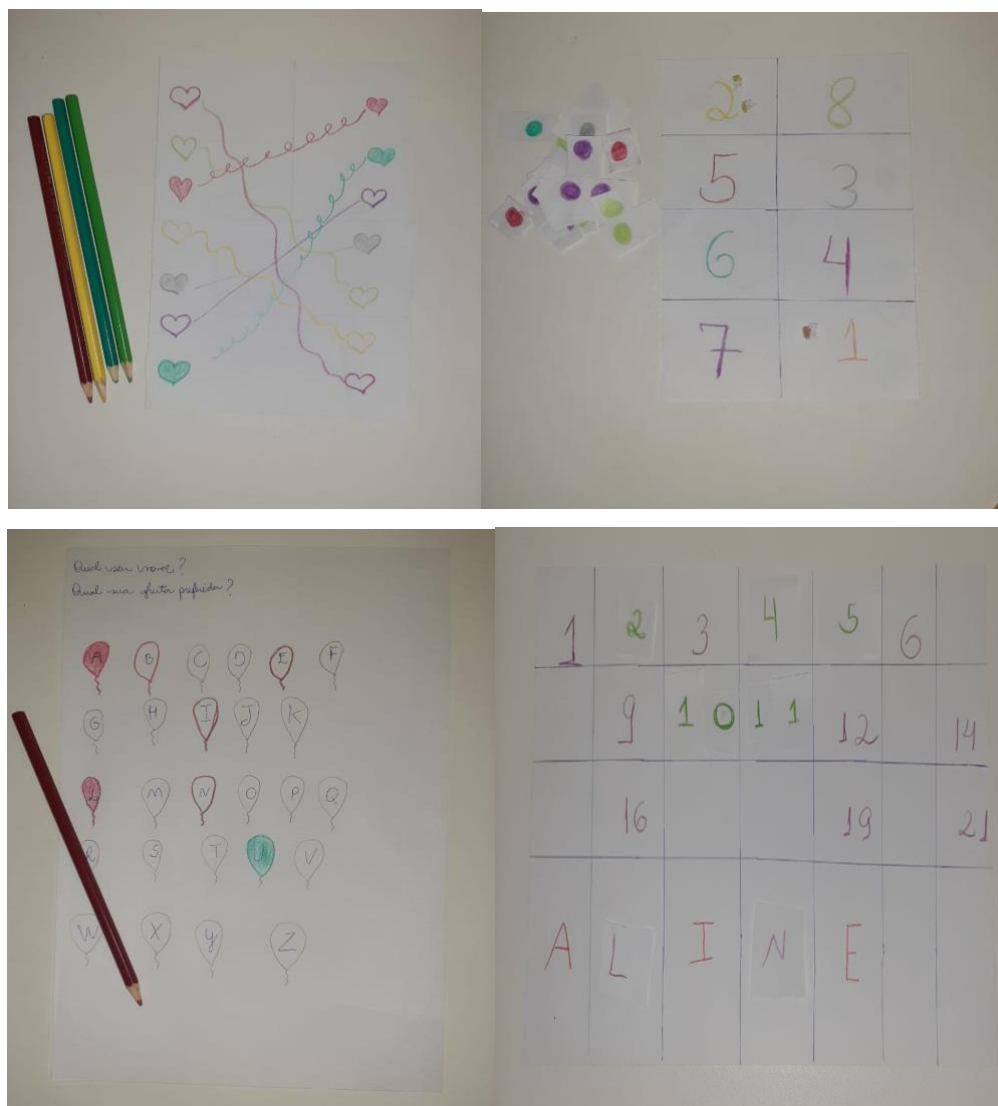 2 8
5 3
6 4
7 1
Qual seu nome?
Qual sua fruta preferida?
A B C D E F
G H I J K
L M N O P Q
R S T U V
W X Y Z
1 2 3 4 5 6
9 10 11 12 14
16 19 21
A L I N E